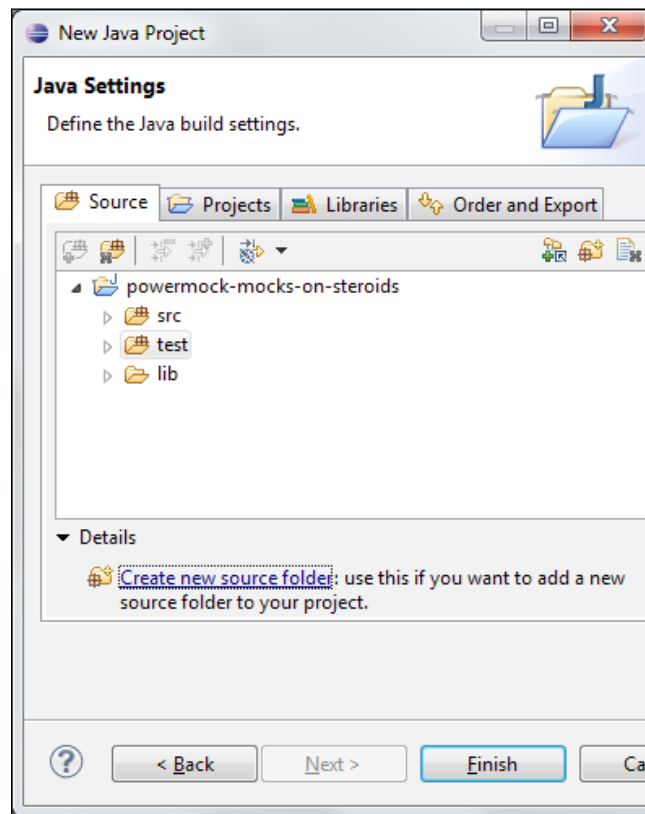 New Java Project
Java Settings
Define the Java build settings.
Source Projects Libraries Order and Export
powermock-mocks-on-steroids
src
test
lib
Details
Create new source folder: use this if you want to add a new
source folder to your project.
? < Back Next > Finish Ca